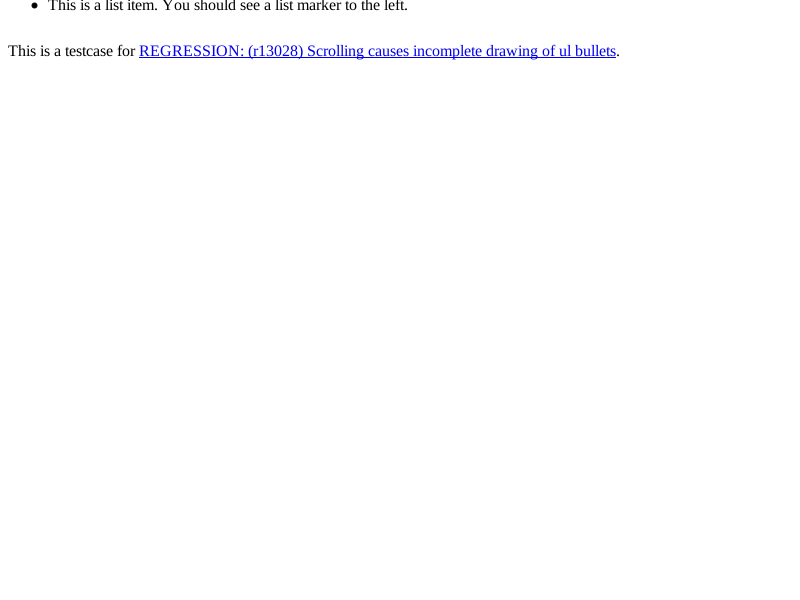 • This is a list item. You should see a list marker to the left.
This is a testcase for REGRESSION: (r13028) Scrolling causes incomplete drawing of ul bullets.